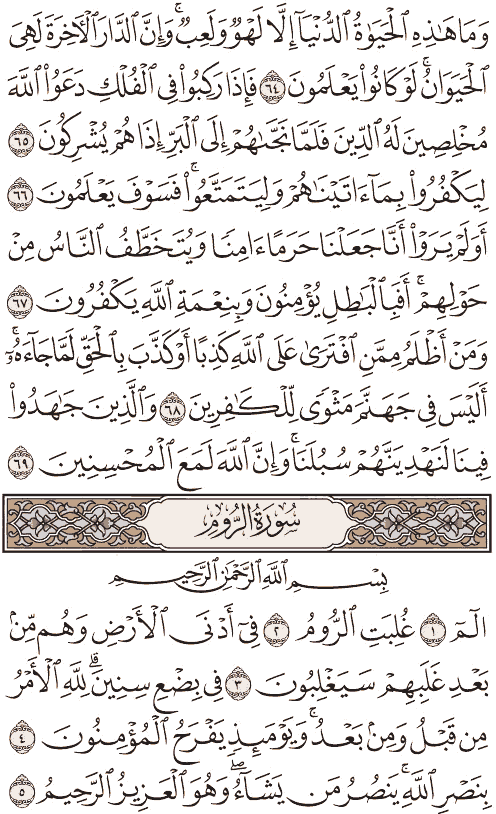 وَمَا هَٰذِهِ ٱلْحَيَوٰةُ ٱلدُّنْيَآ إِلَّا لَهْوٌ وَلَعِبٌ ۚ وَإِنَّ ٱلدَّارَ ٱلْأَخِرَةَ لَهِىَ
ٱلْحَيَوَانُ ۚ لَوْ كَانُوا۟ يَعْلَمُونَ ٦٤ فَإِذَا رَكِبُوا۟ فِى ٱلْفُلْكِ دَعَوُا۟ ٱللَّهَ
مُخْلِصِينَ لَهُ ٱلدِّينَ فَلَمَّا نَجَّىٰهُمْ إِلَى ٱلْبَرِّ إِذَا هُمْ يُشْرِكُونَ ٦٥
لِيَكْفُرُوا۟ بِمَآ ءَاتَيْنَٰهُمْ وَلِيَتَمَتَّعُوا۟ ۖ فَسَوْفَ يَعْلَمُونَ ٦٦
أَوَلَمْ يَرَوْا۟ أَنَّا جَعَلْنَا حَرَمًا ءَامِنًا وَيُتَخَطَّفُ ٱلنَّاسُ مِنْ
حَوْلِهِمْ ۚ أَفَبِٱلْبَٰطِلِ يُؤْمِنُونَ وَبِنِعْمَةِ ٱللَّهِ يَكْفُرُونَ ٦٧
وَمَنْ أَظْلَمُ مِمَّنِ ٱفْتَرَىٰ عَلَى ٱللَّهِ كَذِبًا أَوْ كَذَّبَ بِٱلْحَقِّ لَمَّا جَآءَهُۥٓ ۚ
أَلَيْسَ فِى جَهَنَّمَ مَثْوًى لِّلْكَٰفِرِينَ ٦٨ وَٱلَّذِينَ جَٰهَدُوا۟
فِينَا لَنَهْدِيَنَّهُمْ سُبُلَنَا ۚ وَإِنَّ ٱللَّهَ لَمَعَ ٱلْمُحْسِنِينَ ٦٩
سُورَةُ الرُّومِ
بِسْمِ ٱللَّهِ ٱلرَّحْمَٰنِ ٱلرَّحِيمِ
الٓمٓ ١ غُلِبَتِ ٱلرُّومُ ٢ فِىٓ أَدْنَى ٱلْأَرْضِ وَهُم مِّنۢ
بَعْدِ غَلَبِهِمْ سَيَغْلِبُونَ ٣ فِى بِضْعِ سِنِينَ ۗ لِلَّهِ ٱلْأَمْرُ
مِن قَبْلُ وَمِنۢ بَعْدُ ۚ وَيَوْمَئِذٍ يَفْرَحُ ٱلْمُؤْمِنُونَ ٤
بِنَصْرِ ٱللَّهِ ۚ يَنصُرُ مَن يَشَآءُ ۖ وَهُوَ ٱلْعَزِيزُ ٱلرَّحِيمُ ٥